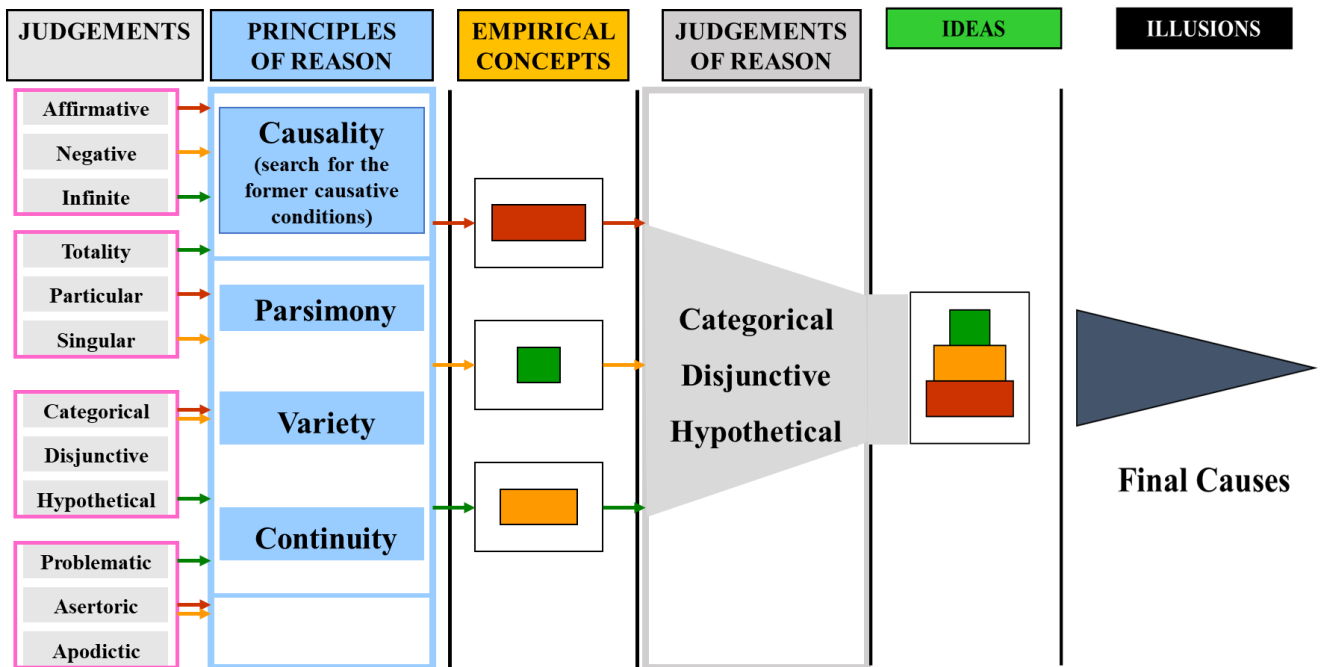 JUDGEMENTS
PRINCIPLES
OF REASON
EMPIRICAL
CONCEPTS
JUDGEMENTS
OF REASON
IDEAS
ILLUSIONS
Affirmative
Negative
Infinite
Totality
Particular
Singular
Categorical
Disjunctive
Hypothetical
Problematic
Asertoric
Apodictic
Causality
(search for the
former causative
conditions)
Parsimony
Variety
Continuity
Categorical
Disjunctive
Hypothetical
Final Causes